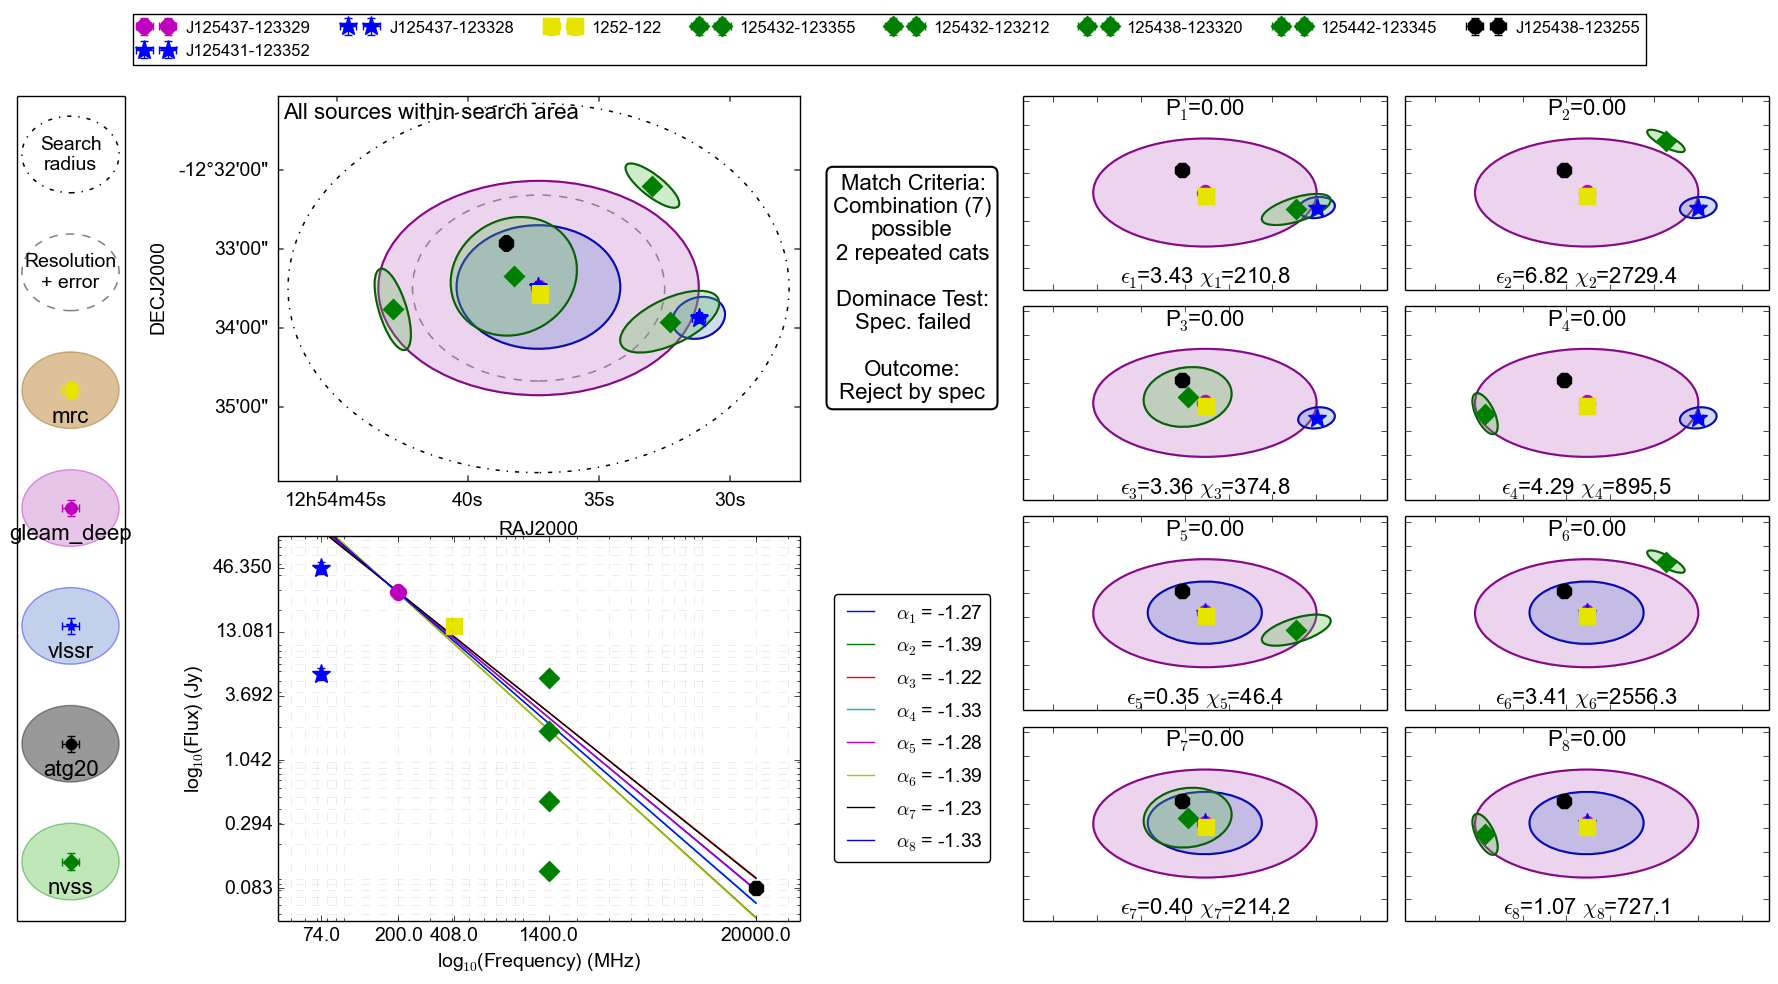 J125437-123329 J125437-123328 1252-122 125432-123355 125432-123212 125438-123320 125442-123345 J125438-123255
J125431-123352
Search
radius
Resolution
+ error
mrc
gleam_deep
vlssr
atg20
nvss
All sources within search area
DECJ2000
-12°32'00"
33'00"
34'00"
35'00"
12h54m45s 40s 35s 30s
RAJ2000
Match Criteria:
Combination (7)
possible
2 repeated cats
Dominace Test:
Spec. failed
Outcome:
Reject by spec
log₁₀(Flux) (Jy)
46.350
13.081
3.692
1.042
0.294
0.083
74.0 200.0 408.0 1400.0 20000.0
log₁₀(Frequency) (MHz)
α₁ = -1.27
α₂ = -1.39
α₃ = -1.22
α₄ = -1.33
α₅ = -1.28
α₆ = -1.39
α₇ = -1.23
α₈ = -1.33
P₁=0.00
ϵ₁=3.43 χ₁=210.8
P₂=0.00
ϵ₂=6.82 χ₂=2729.4
P₃=0.00
ϵ₃=3.36 χ₃=374.8
P₄=0.00
ϵ₄=4.29 χ₄=895.5
P₅=0.00
ϵ₅=0.35 χ₅=46.4
P₆=0.00
ϵ₆=3.41 χ₆=2556.3
P₇=0.00
ϵ₇=0.40 χ₇=214.2
P₈=0.00
ϵ₈=1.07 χ₈=727.1